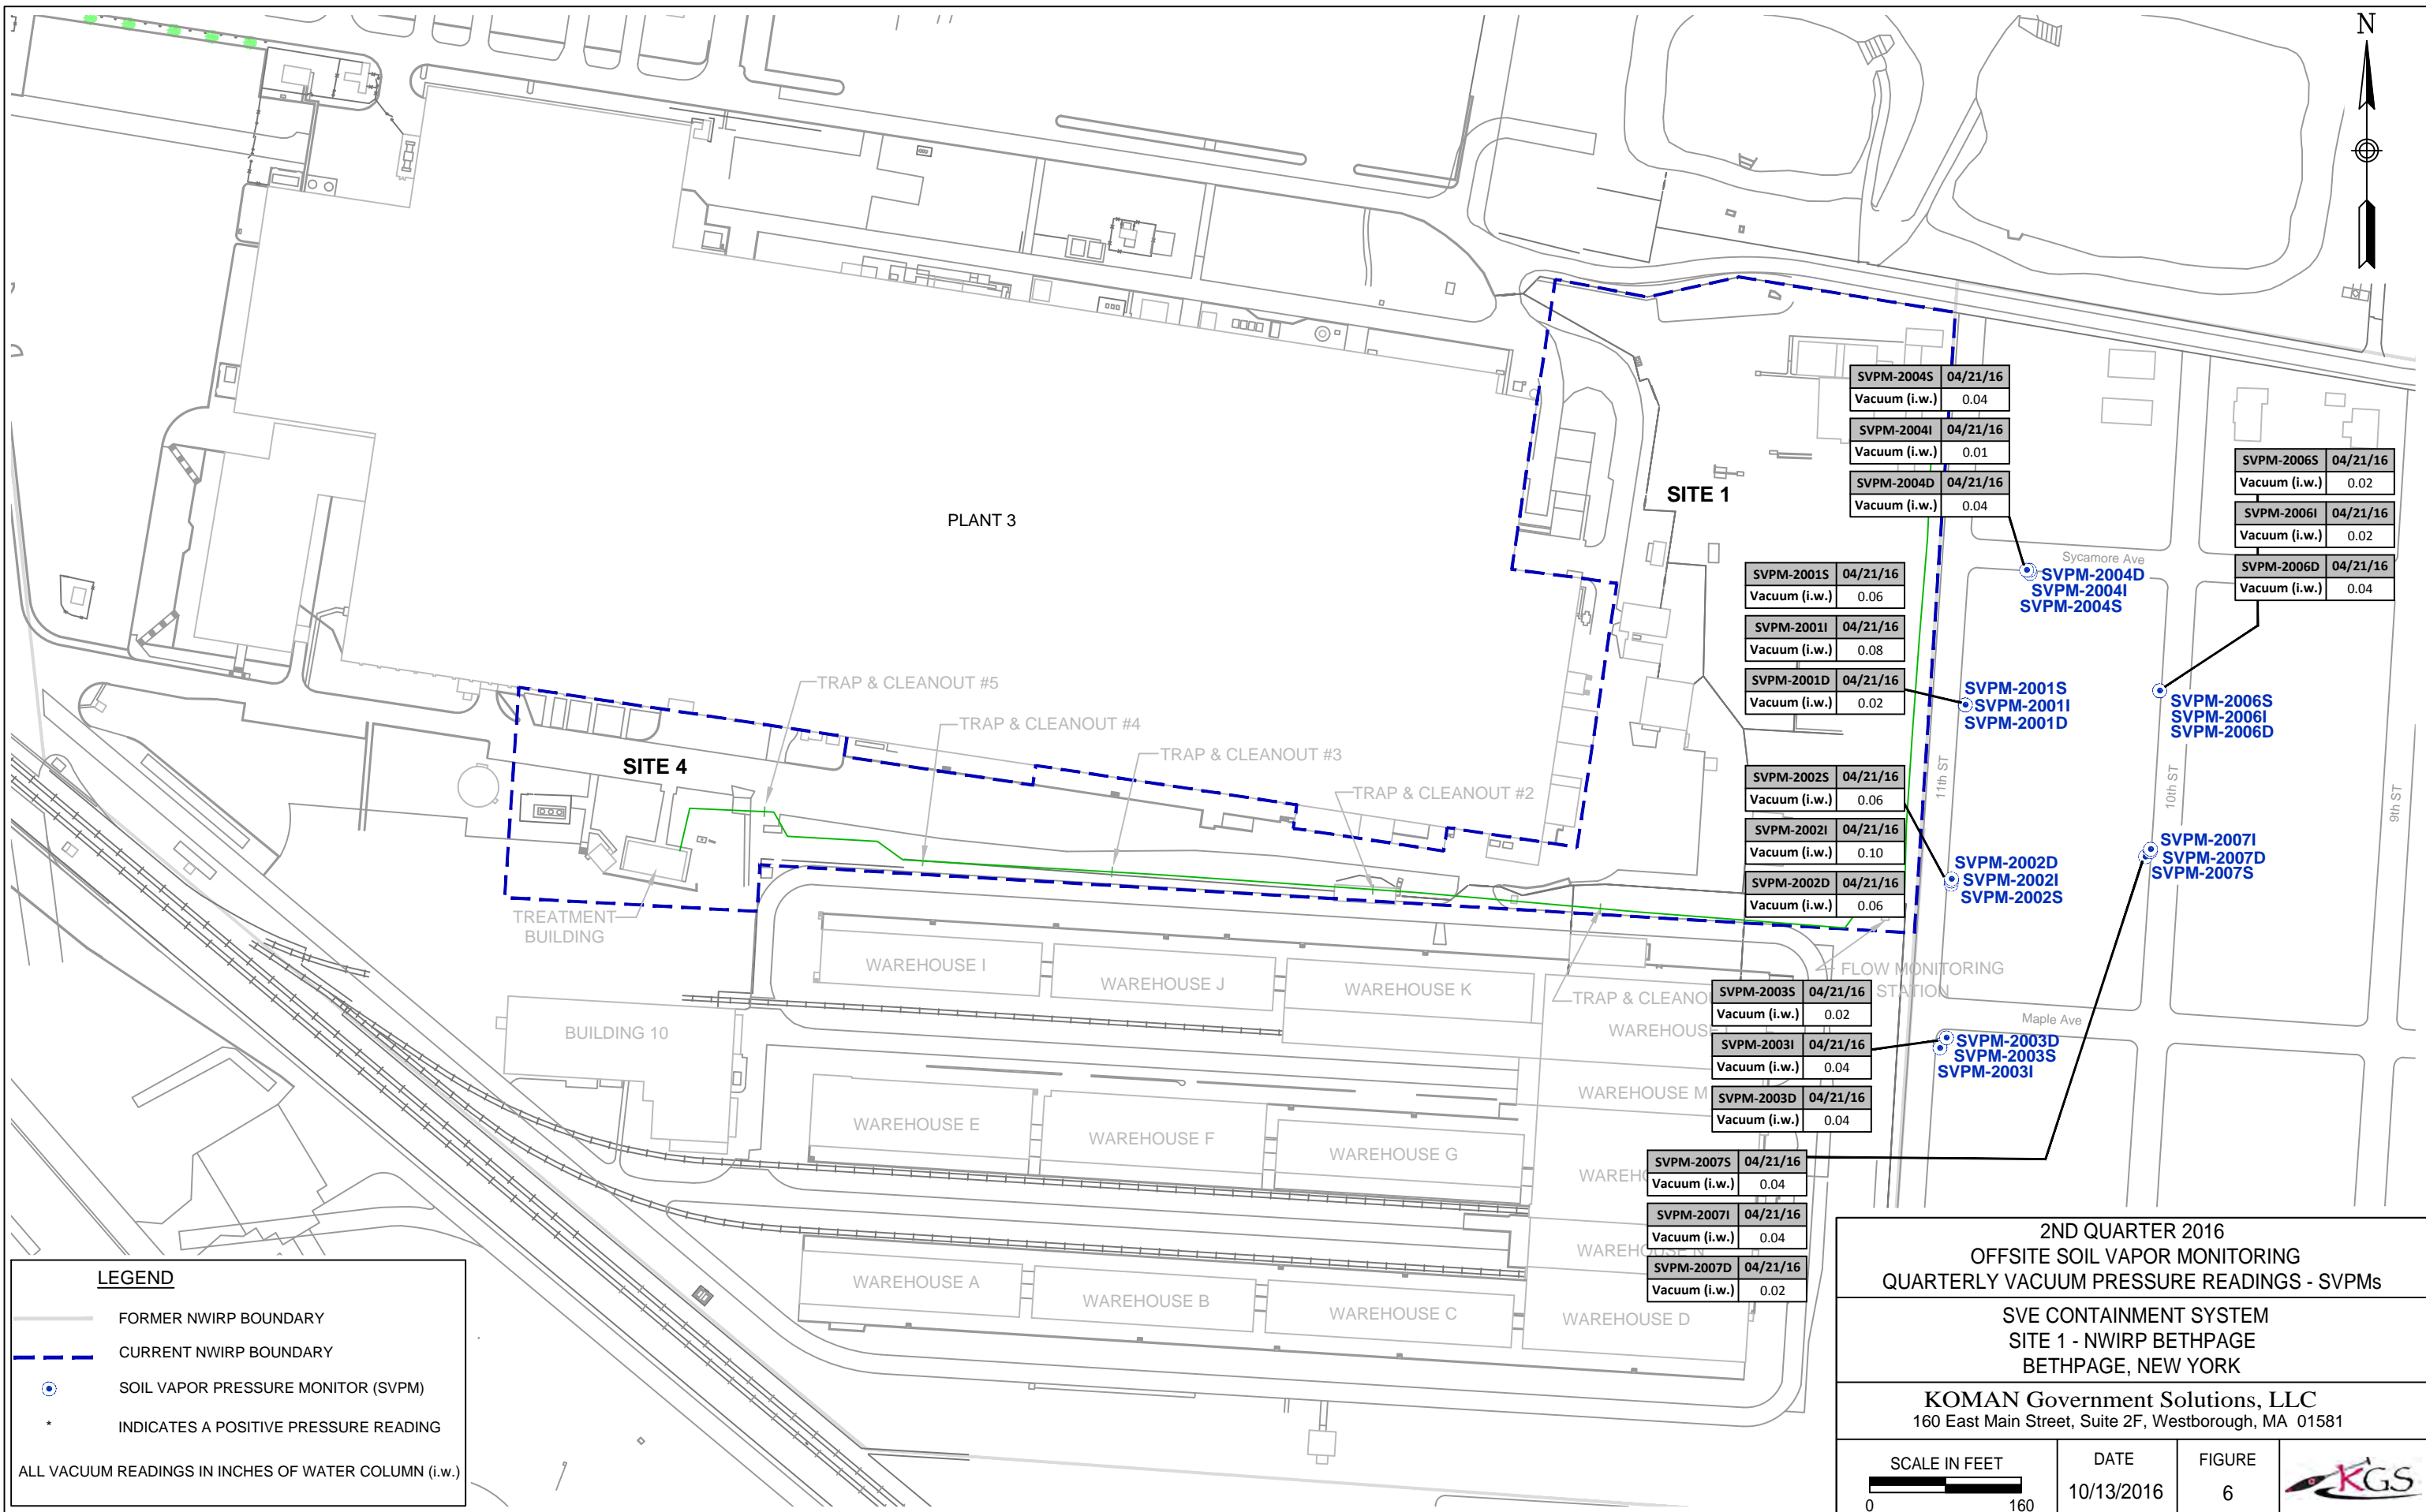 N
PLANT 3
SITE 1
SITE 4
SVPM-2004S 04/21/16
Vacuum (i.w.) 0.04
SVPM-2004I 04/21/16
Vacuum (i.w.) 0.01
SVPM-2004D 04/21/16
Vacuum (i.w.) 0.04
SVPM-2006S 04/21/16
Vacuum (i.w.) 0.02
SVPM-2006I 04/21/16
Vacuum (i.w.) 0.02
SVPM-2006D 04/21/16
Vacuum (i.w.) 0.04
Sycamore Ave
SVPM-2004D
SVPM-2004I
SVPM-2004S
SVPM-2001S 04/21/16
Vacuum (i.w.) 0.06
SVPM-2001I 04/21/16
Vacuum (i.w.) 0.08
SVPM-2001D 04/21/16
Vacuum (i.w.) 0.02
SVPM-2001S
SVPM-2001I
SVPM-2001D
SVPM-2006S
SVPM-2006I
SVPM-2006D
11th ST
10th ST
9th ST
TRAP & CLEANOUT #5
TRAP & CLEANOUT #4
TRAP & CLEANOUT #3
TRAP & CLEANOUT #2
SVPM-2002S 04/21/16
Vacuum (i.w.) 0.06
SVPM-2002I 04/21/16
Vacuum (i.w.) 0.10
SVPM-2002D 04/21/16
Vacuum (i.w.) 0.06
SVPM-2002D
SVPM-2002I
SVPM-2002S
SVPM-2007I
SVPM-2007D
SVPM-2007S
TREATMENT
BUILDING
WAREHOUSE I
WAREHOUSE J
WAREHOUSE K
FLOW MONITORING
STATION
TRAP & CLEANO
WAREHOUS
Maple Ave
SVPM-2003S 04/21/16
Vacuum (i.w.) 0.02
SVPM-2003I 04/21/16
Vacuum (i.w.) 0.04
SVPM-2003D 04/21/16
Vacuum (i.w.) 0.04
SVPM-2003D
SVPM-2003S
SVPM-2003I
BUILDING 10
WAREHOUSE M
WAREHOUSE E
WAREHOUSE F
WAREHOUSE G
WAREHO
WAREHOUSE N
SVPM-2007S 04/21/16
Vacuum (i.w.) 0.04
SVPM-2007I 04/21/16
Vacuum (i.w.) 0.04
SVPM-2007D 04/21/16
Vacuum (i.w.) 0.02
WAREHOUSE A
WAREHOUSE B
WAREHOUSE C
WAREHOUSE D
LEGEND
FORMER NWIRP BOUNDARY
CURRENT NWIRP BOUNDARY
SOIL VAPOR PRESSURE MONITOR (SVPM)
* INDICATES A POSITIVE PRESSURE READING
ALL VACUUM READINGS IN INCHES OF WATER COLUMN (i.w.)
2ND QUARTER 2016
OFFSITE SOIL VAPOR MONITORING
QUARTERLY VACUUM PRESSURE READINGS - SVPMs
SVE CONTAINMENT SYSTEM
SITE 1 - NWIRP BETHPAGE
BETHPAGE, NEW YORK
KOMAN Government Solutions, LLC
160 East Main Street, Suite 2F, Westborough, MA 01581
SCALE IN FEET
0 160
DATE
10/13/2016
FIGURE
6
KGS